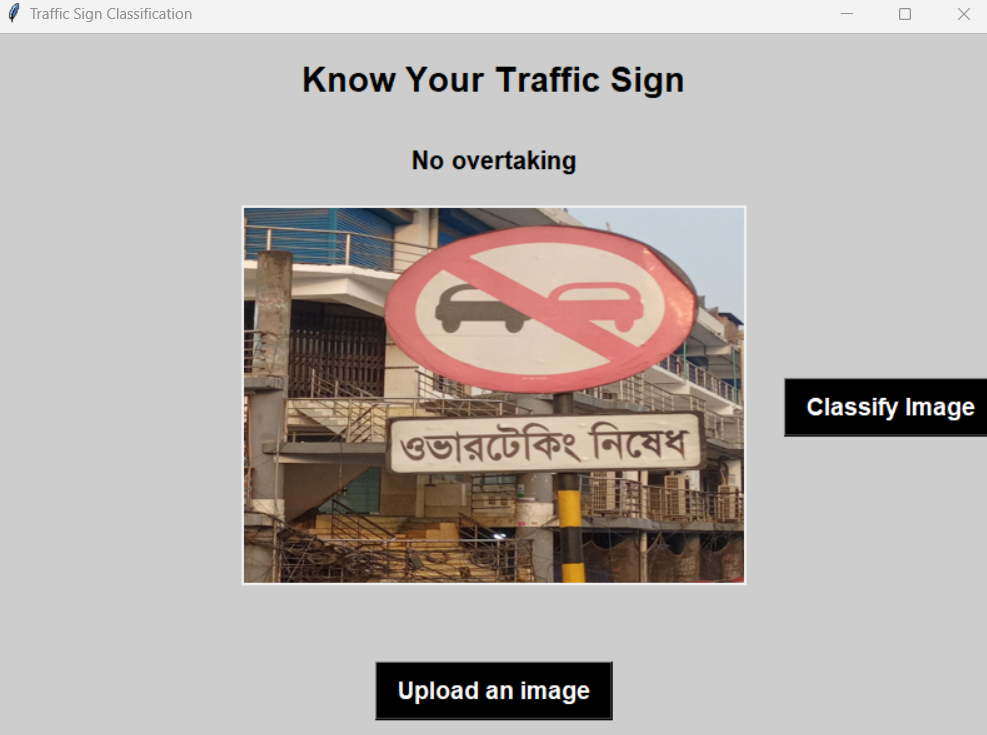 Traffic Sign Classification
Know Your Traffic Sign
No overtaking
ওভারটেকিং নিষেধ
Classify Image
Upload an image